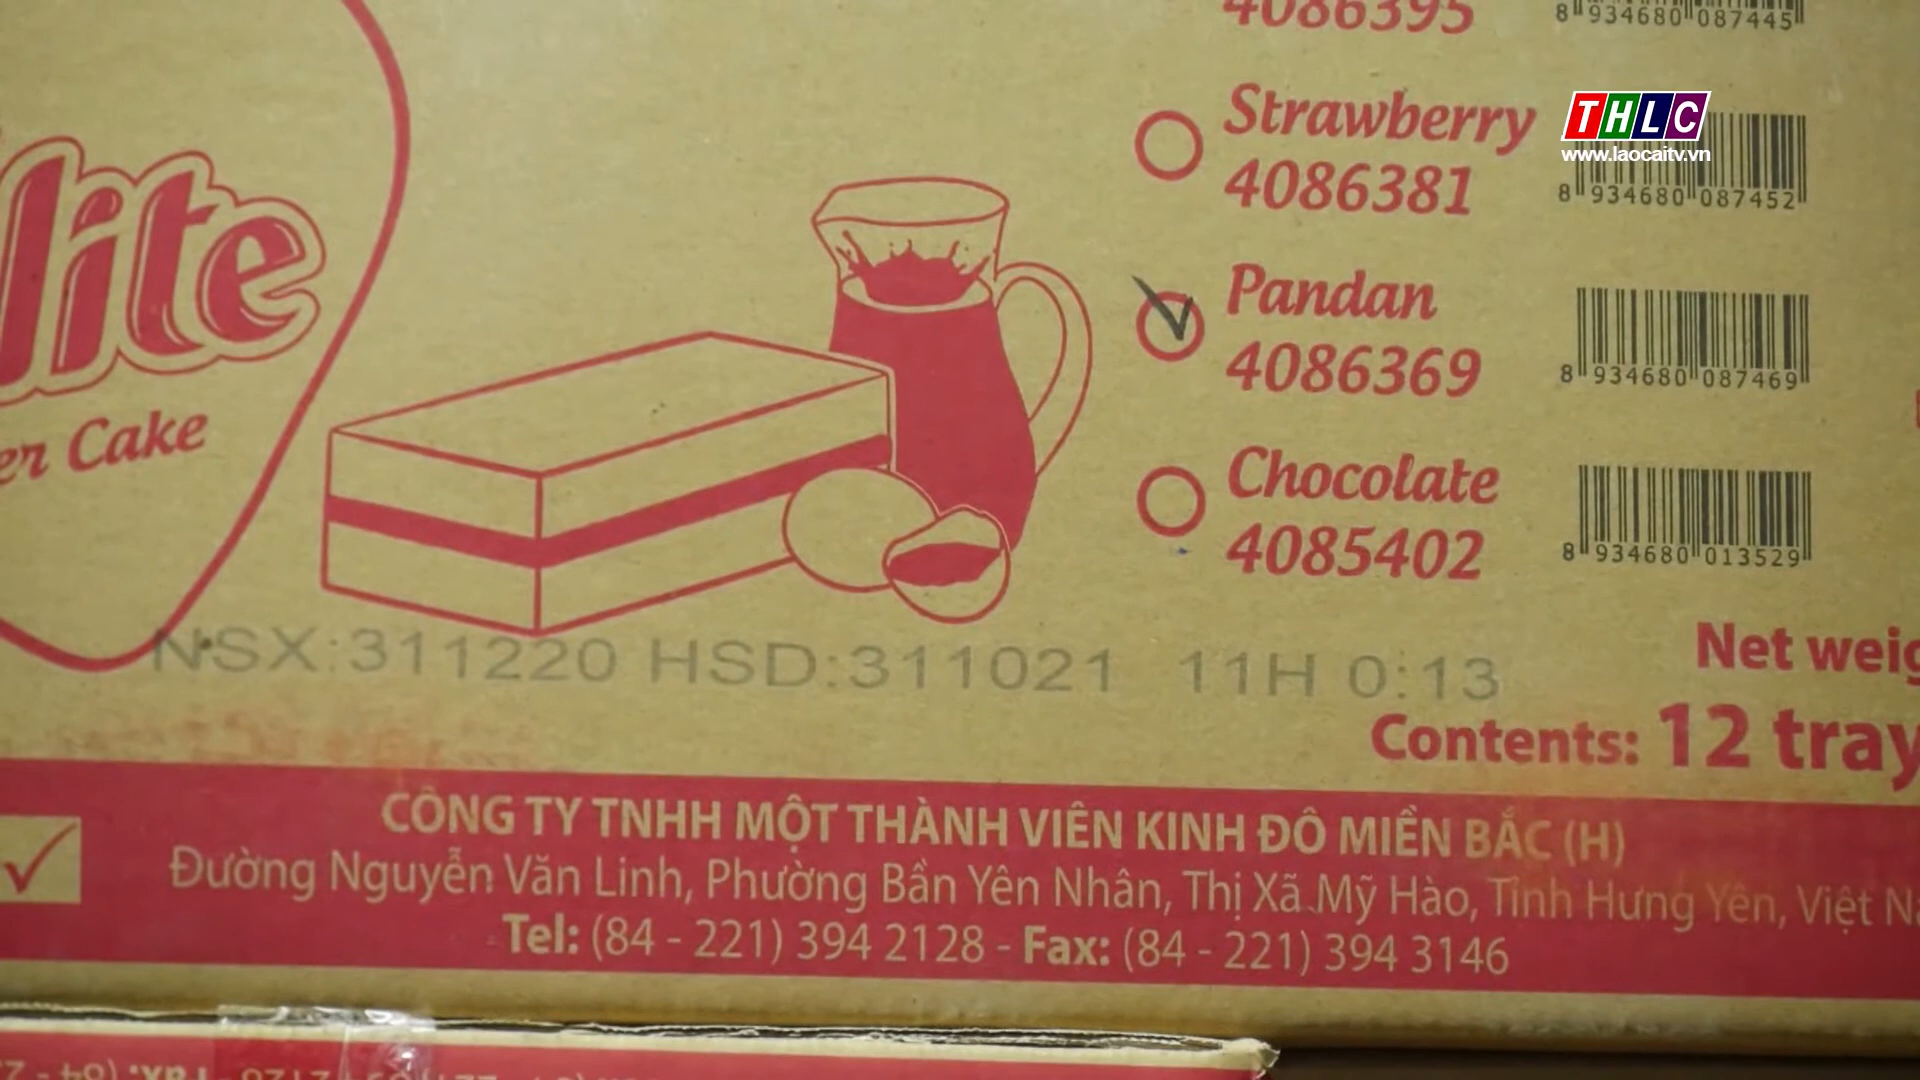 4086395
8 934680 087445
Strawberry
4086381
8 934680 087452
THLC
www.laocaitv.vn
Pandan
4086369
8 934680 087469
Chocolate
4085402
8 934680 013529
lite
Cake
NSX:311220 HSD:311021 11H 0:13
Net
Contents: 12
CÔNG TY TNHH MỘT THÀNH VIÊN KINH ĐÔ MIỀN BẮC (H)
Đường Nguyễn Văn Linh, Phường Bần Yên Nhân, Thị Xã Mỹ Hào, Tỉnh Hưng Yên, Việt
Tel: (84 - 221) 394 2128 - Fax: (84 - 221) 394 3146